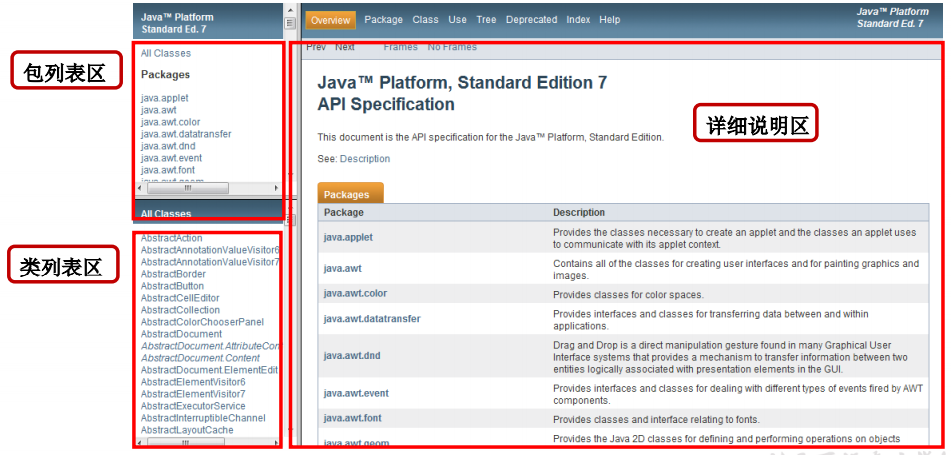 Java™ Platform
Standard Ed. 7
All Classes
Packages
java.applet
java.awt
java.awt.color
java.awt.datatransfer
java.awt.dnd
java.awt.event
java.awt.font
包列表区
All Classes
AbstractAction
AbstractAnnotationValueVisitor6
AbstractAnnotationValueVisitor7
AbstractBorder
AbstractButton
AbstractCellEditor
AbstractCollection
AbstractColorChooserPanel
AbstractDocument
AbstractDocument.AttributeCon
AbstractDocument.Content
AbstractDocument.ElementEdit
AbstractElementVisitor6
AbstractElementVisitor7
AbstractExecutorService
AbstractInterruptibleChannel
AbstractLayoutCache
类列表区
Overview Package Class Use Tree Deprecated Index Help
Java™ Platform
Standard Ed. 7
Prev Next Frames No Frames
Java™ Platform, Standard Edition 7
API Specification
详细说明区
This document is the API specification for the Java™ Platform, Standard Edition.
See: Description
Packages
Package Description
java.applet Provides the classes necessary to create an applet and the classes an applet uses
to communicate with its applet context.
java.awt Contains all of the classes for creating user interfaces and for painting graphics and
images.
java.awt.color Provides classes for color spaces.
java.awt.datatransfer Provides interfaces and classes for transferring data between and within
applications.
java.awt.dnd Drag and Drop is a direct manipulation gesture found in many Graphical User
Interface systems that provides a mechanism to transfer information between two
entities logically associated with presentation elements in the GUI.
java.awt.event Provides interfaces and classes for dealing with different types of events fired by AWT
components.
java.awt.font Provides classes and interface relating to fonts.
java.awt.geom Provides the Java 2D classes for defining and performing operations on objects